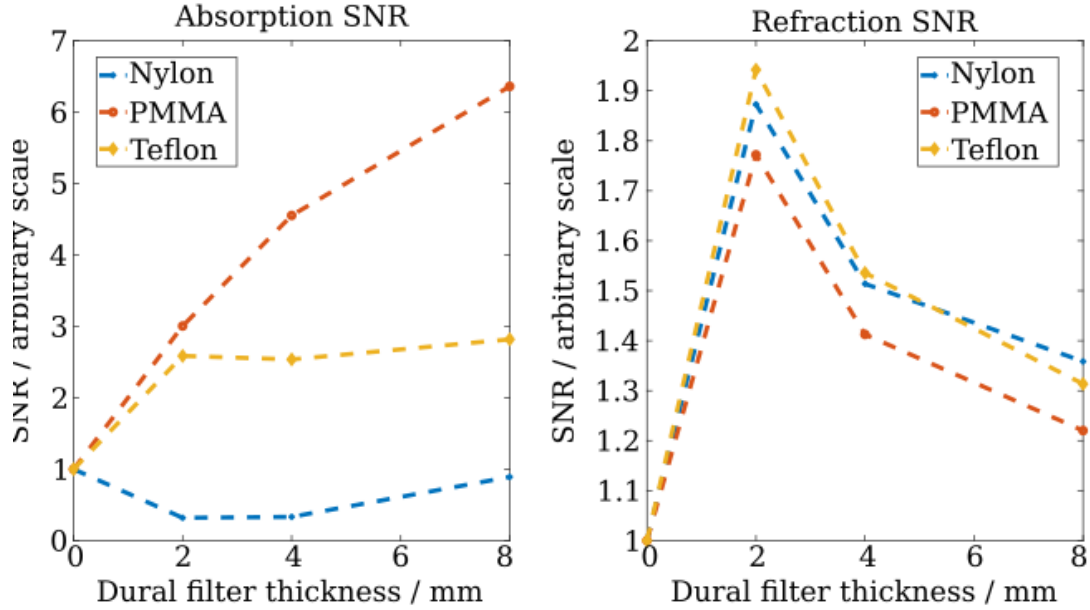 Absorption SNR
SNR / arbitrary scale
7
6
5
4
3
2
1
0
Nylon
PMMA
Teflon
0 2 4 6 8
Dural filter thickness / mm
Refraction SNR
SNR / arbitrary scale
2
1.9
1.8
1.7
1.6
1.5
1.4
1.3
1.2
1.1
1
Nylon
PMMA
Teflon
0 2 4 6 8
Dural filter thickness / mm